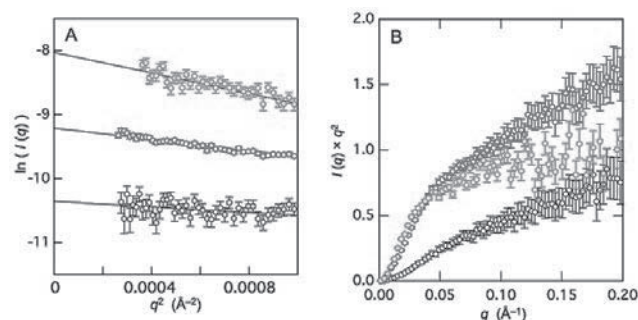 A
-8
-9
-10
-11
ln ( I (q) )
0 0.0004 0.0008
q² (Å⁻²)
B
2.0
1.5
1.0
0.5
0.0
I (q) × q²
0.00 0.05 0.10 0.15 0.20
q (Å⁻¹)